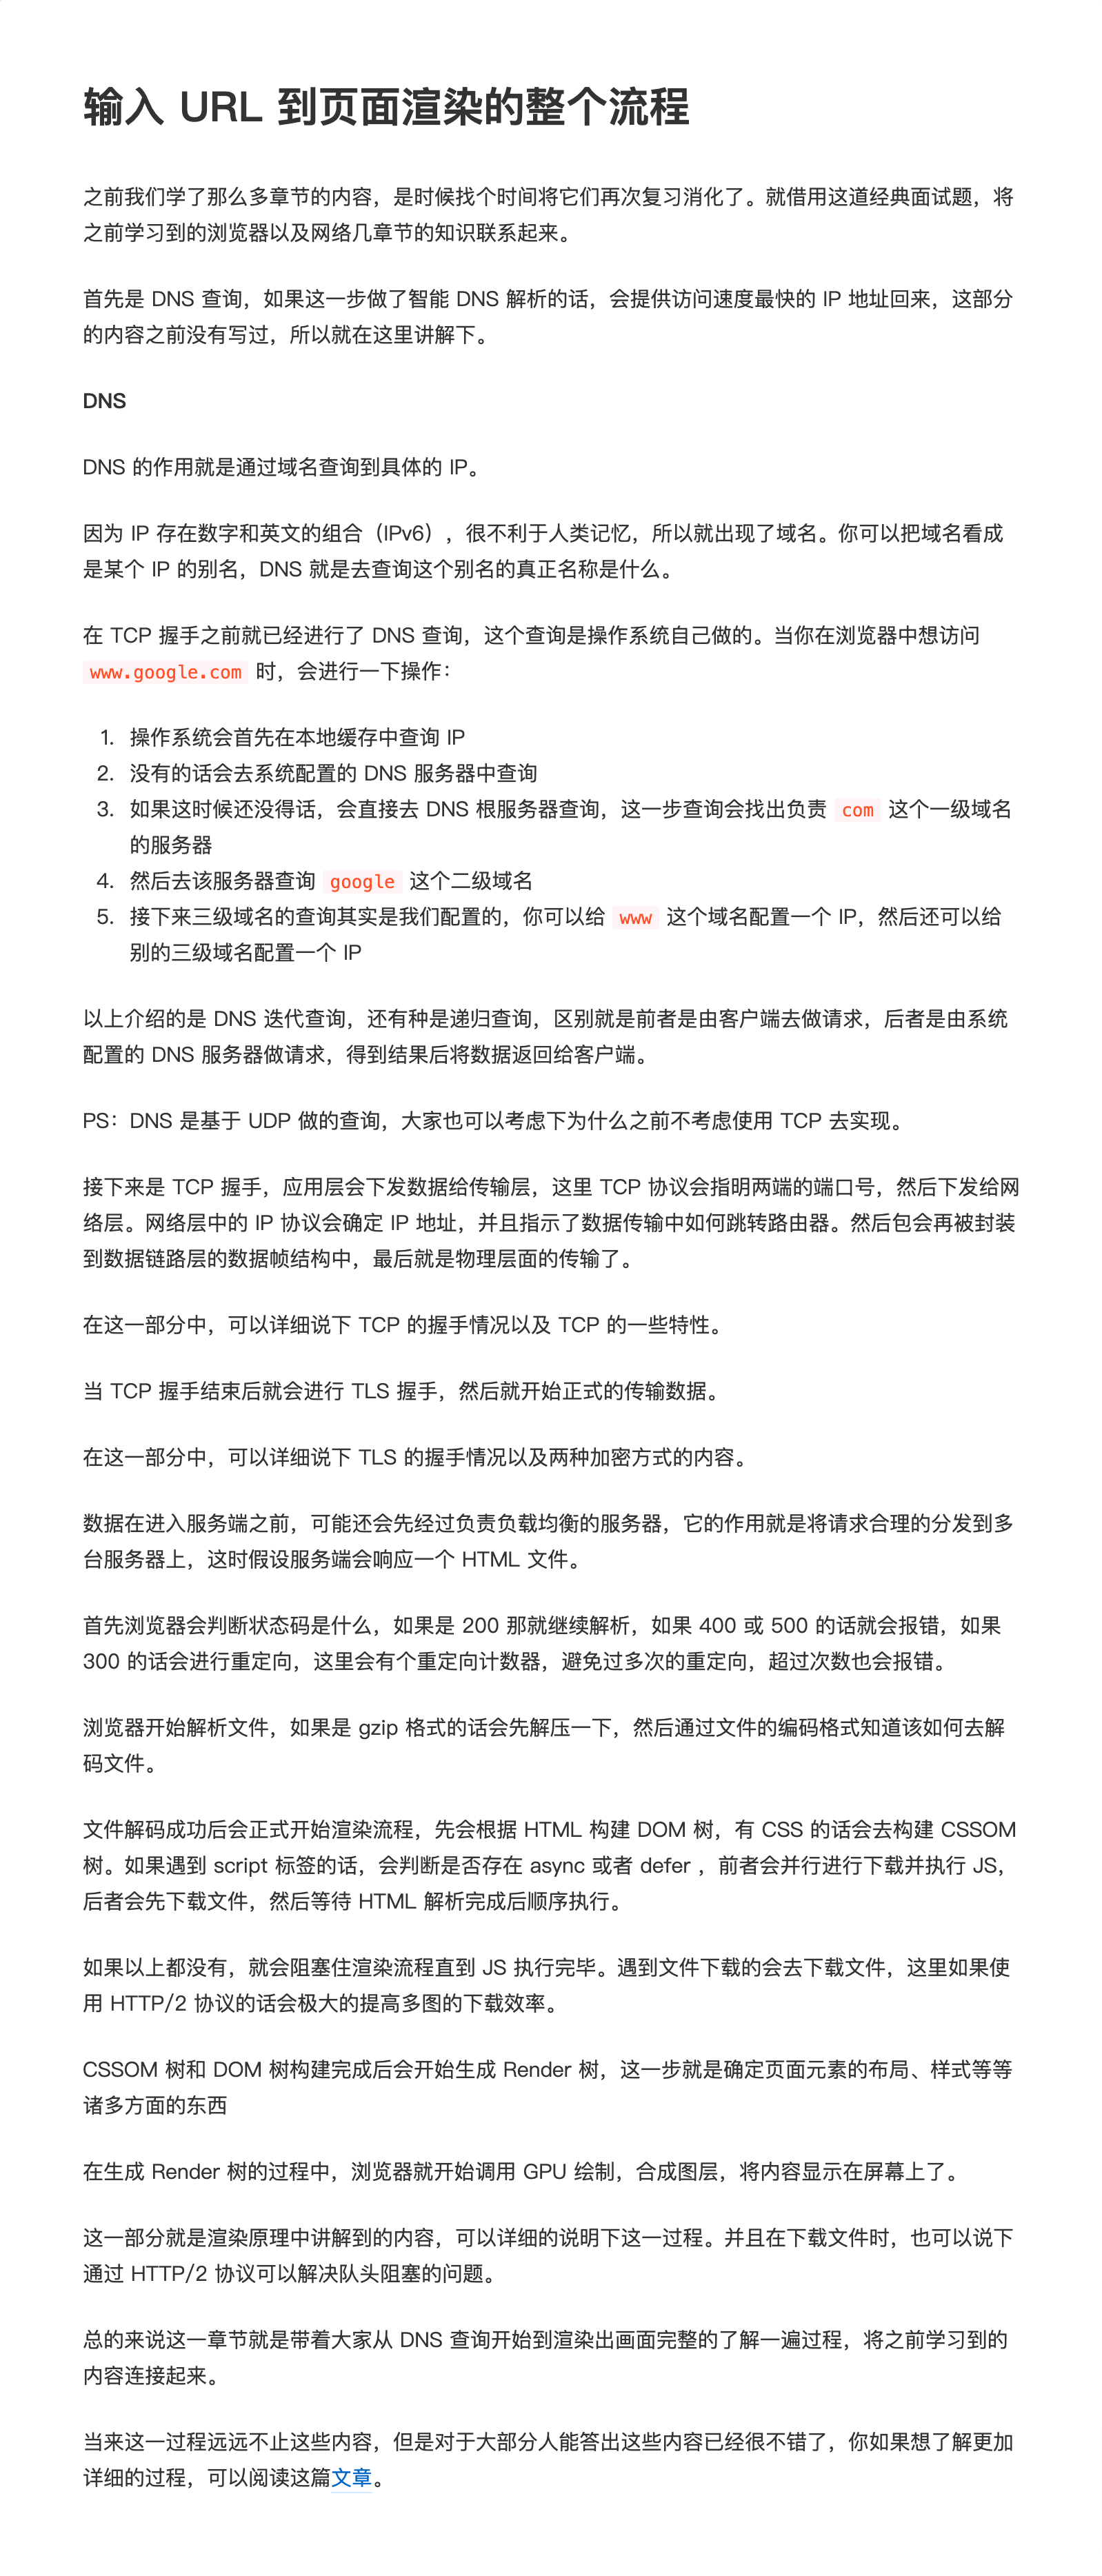 输入 URL 到页面渲染的整个流程
之前我们学了那么多章节的内容，是时候找个时间将它们再次复习消化了。就借用这道经典面试题，将
之前学习到的浏览器以及网络几章节的知识联系起来。
首先是 DNS 查询，如果这一步做了智能 DNS 解析的话，会提供访问速度最快的 IP 地址回来，这部分
的内容之前没有写过，所以就在这里讲解下。
DNS
DNS 的作用就是通过域名查询到具体的 IP。
因为 IP 存在数字和英文的组合（IPv6），很不利于人类记忆，所以就出现了域名。你可以把域名看成
是某个 IP 的别名，DNS 就是去查询这个别名的真正名称是什么。
在 TCP 握手之前就已经进行了 DNS 查询，这个查询是操作系统自己做的。当你在浏览器中想访问
www.google.com 时，会进行一下操作：
1. 操作系统会首先在本地缓存中查询 IP
2. 没有的话会去系统配置的 DNS 服务器中查询
3. 如果这时候还没得话，会直接去 DNS 根服务器查询，这一步查询会找出负责 com 这个一级域名
的服务器
4. 然后去该服务器查询 google 这个二级域名
5. 接下来三级域名的查询其实是我们配置的，你可以给 www 这个域名配置一个 IP，然后还可以给
别的三级域名配置一个 IP
以上介绍的是 DNS 迭代查询，还有种是递归查询，区别就是前者是由客户端去做请求，后者是由系统
配置的 DNS 服务器做请求，得到结果后将数据返回给客户端。
PS：DNS 是基于 UDP 做的查询，大家也可以考虑下为什么之前不考虑使用 TCP 去实现。
接下来是 TCP 握手，应用层会下发数据给传输层，这里 TCP 协议会指明两端的端口号，然后下发给网
络层。网络层中的 IP 协议会确定 IP 地址，并且指示了数据传输中如何跳转路由器。然后包会再被封装
到数据链路层的数据帧结构中，最后就是物理层面的传输了。
在这一部分中，可以详细说下 TCP 的握手情况以及 TCP 的一些特性。
当 TCP 握手结束后就会进行 TLS 握手，然后就开始正式的传输数据。
在这一部分中，可以详细说下 TLS 的握手情况以及两种加密方式的内容。
数据在进入服务端之前，可能还会先经过负责负载均衡的服务器，它的作用就是将请求合理的分发到多
台服务器上，这时假设服务端会响应一个 HTML 文件。
首先浏览器会判断状态码是什么，如果是 200 那就继续解析，如果 400 或 500 的话就会报错，如果
300 的话会进行重定向，这里会有个重定向计数器，避免过多次的重定向，超过次数也会报错。
浏览器开始解析文件，如果是 gzip 格式的话会先解压一下，然后通过文件的编码格式知道该如何去解
码文件。
文件解码成功后会正式开始渲染流程，先会根据 HTML 构建 DOM 树，有 CSS 的话会去构建 CSSOM
树。如果遇到 script 标签的话，会判断是否存在 async 或者 defer ，前者会并行进行下载并执行 JS，
后者会先下载文件，然后等待 HTML 解析完成后顺序执行。
如果以上都没有，就会阻塞住渲染流程直到 JS 执行完毕。遇到文件下载的会去下载文件，这里如果使
用 HTTP/2 协议的话会极大的提高多图的下载效率。
CSSOM 树和 DOM 树构建完成后会开始生成 Render 树，这一步就是确定页面元素的布局、样式等等
诸多方面的东西
在生成 Render 树的过程中，浏览器就开始调用 GPU 绘制，合成图层，将内容显示在屏幕上了。
这一部分就是渲染原理中讲解到的内容，可以详细的说明下这一过程。并且在下载文件时，也可以说下
通过 HTTP/2 协议可以解决队头阻塞的问题。
总的来说这一章节就是带着大家从 DNS 查询开始到渲染出画面完整的了解一遍过程，将之前学习到的
内容连接起来。
当来这一过程远远不止这些内容，但是对于大部分人能答出这些内容已经很不错了，你如果想了解更加
详细的过程，可以阅读这篇文章。